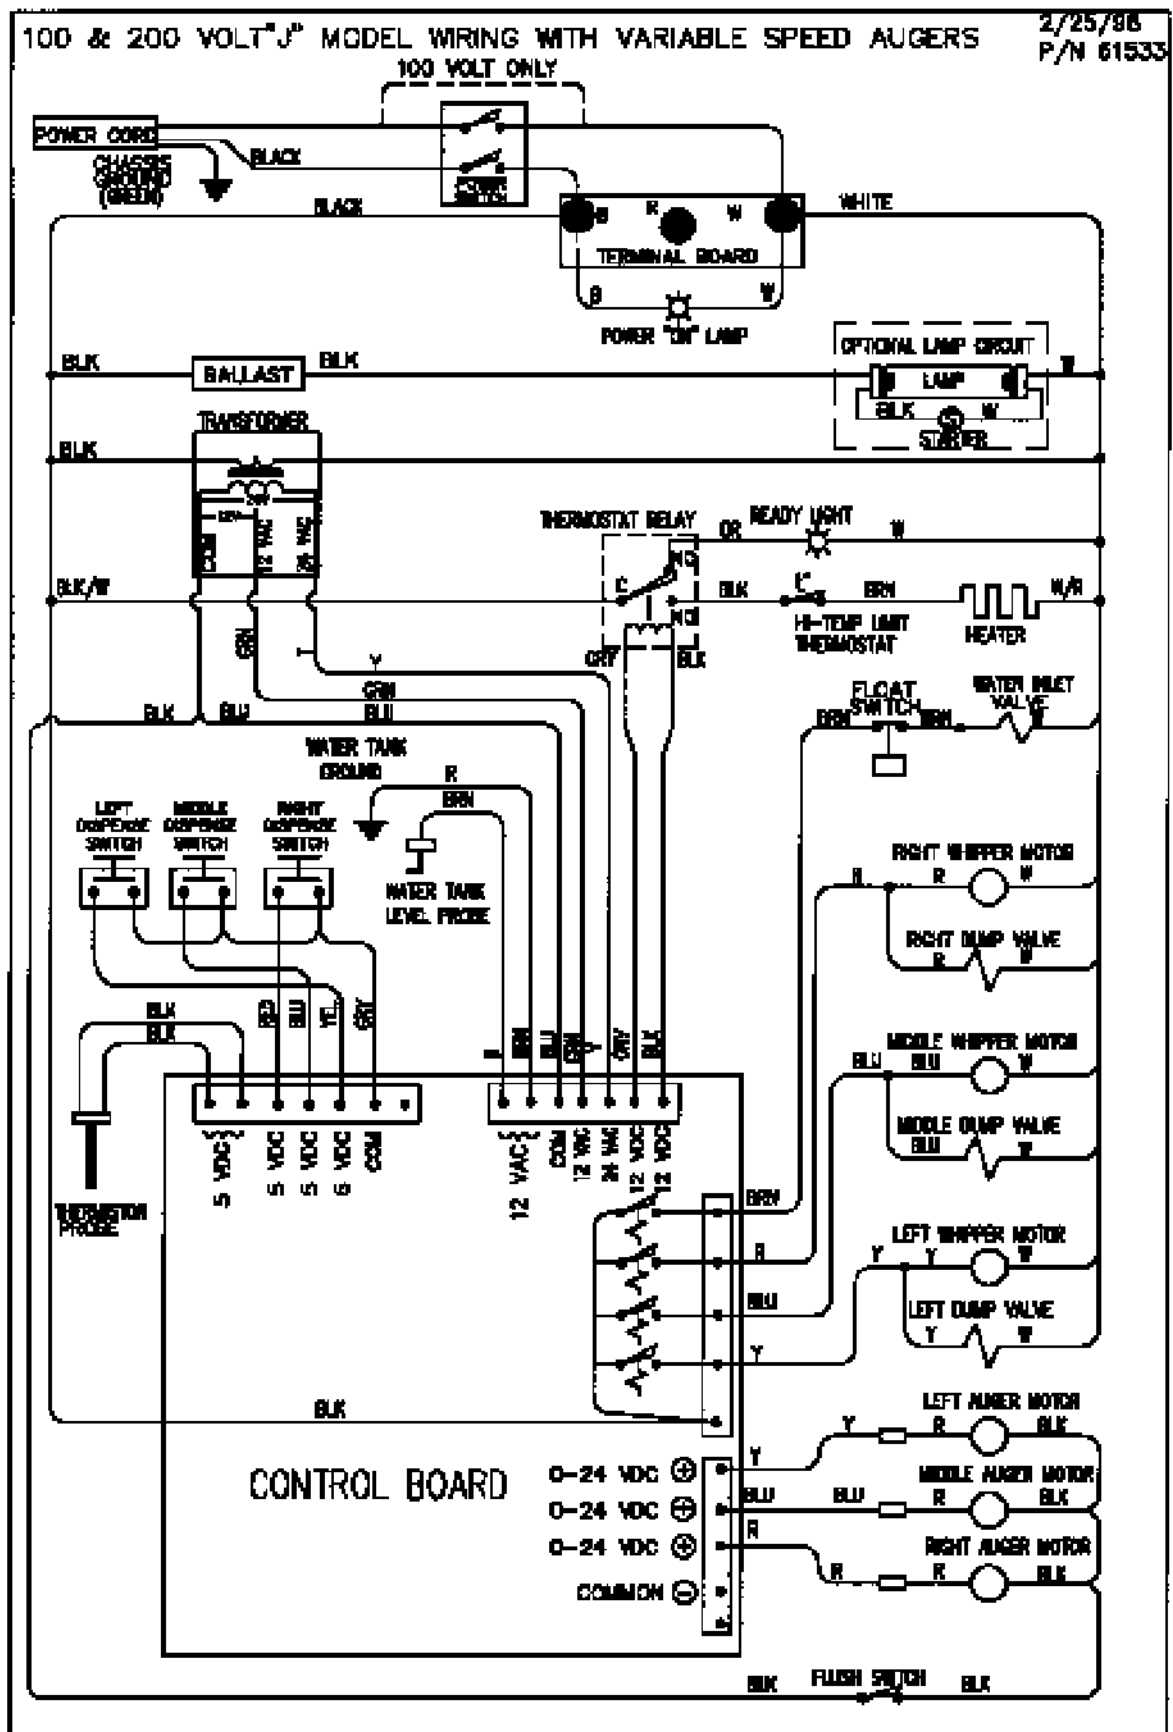 100 & 200 VOLT "J" MODEL WIRING WITH VARIABLE SPEED AUGERS
2/25/98
P/N 61533
100 VOLT ONLY
POWER CORD
CHASSIS
GROUND
(GREEN)
BLACK
POWER
SWITCH
BLACK
B
R
W
WHITE
TERMINAL BOARD
B
W
POWER "ON" LAMP
OPTIONAL LAMP CIRCUIT
BLK
BALLAST
BLK
LAMP
W
BLK
W
STARTER
TRANSFORMER
BLK
COM
12 VAC
24 VAC
THERMOSTAT RELAY
OR
READY LIGHT
W
NC
BLK/W
C
BLK
BRN
W/R
NO
HI-TEMP LIMIT
THERMOSTAT
HEATER
GRN
Y
Y
GRY
BLK
GRN
BLK
BLU
BLU
FLOAT
SWITCH
WATER INLET
VALVE
BRN
BRN
W
WATER TANK
GROUND
R
BRN
LEFT
DISPENSE
SWITCH
MIDDLE
DISPENSE
SWITCH
RIGHT
DISPENSE
SWITCH
WATER TANK
LEVEL PROBE
RIGHT WHIPPER MOTOR
R
R
W
RIGHT DUMP VALVE
R
W
BLK
BLK
RED
BLU
YEL
GRY
R
BRN
BLU
GRN
Y
GRY
BLK
MIDDLE WHIPPER MOTOR
BLU
BLU
W
MIDDLE DUMP VALVE
BLU
W
5 VDC
5 VDC
5 VDC
5 VDC
COM
12 VAC
COM
12 VAC
24 VAC
12 VDC
12 VDC
THERMISTOR
PROBE
BRN
R
BLU
Y
LEFT WHIPPER MOTOR
Y
Y
W
LEFT DUMP VALVE
Y
W
BLK
LEFT AUGER MOTOR
Y
R
BLK
CONTROL BOARD
0-24 VDC +
Y
MIDDLE AUGER MOTOR
0-24 VDC +
BLU
BLU
R
BLK
0-24 VDC +
R
RIGHT AUGER MOTOR
R
R
BLK
COMMON -
BLK
FLUSH SWITCH
BLK